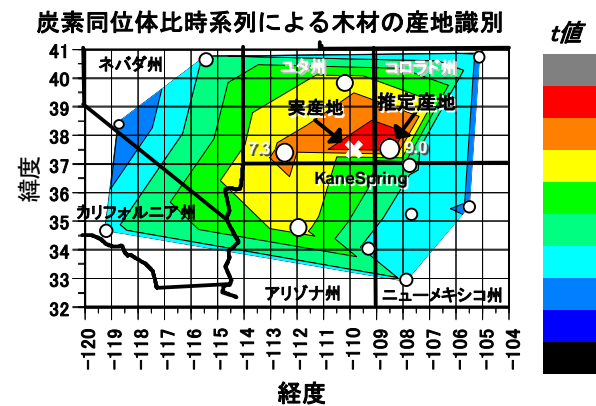 炭素同位体比時系列による木材の産地識別
t値
ネバダ州
ユタ州
コロラド州
実産地
推定産地
7.3
9.0
KaneSpring
カリフォルニア州
アリゾナ州
ニューメキシコ州
緯度
41
40
39
38
37
36
35
34
33
32
-120
-119
-118
-117
-116
-115
-114
-113
-112
-111
-110
-109
-108
-107
-106
-105
-104
経度